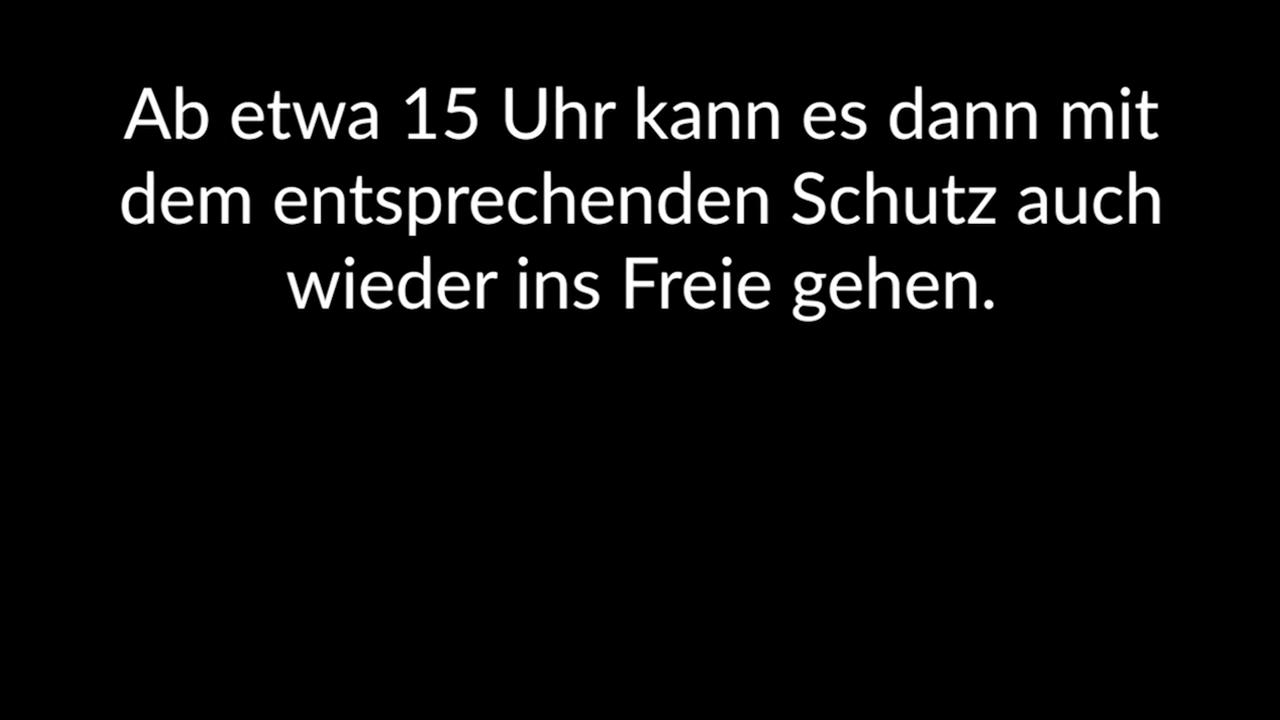 Ab etwa 15 Uhr kann es dann mit
dem entsprechenden Schutz auch
wieder ins Freie gehen.